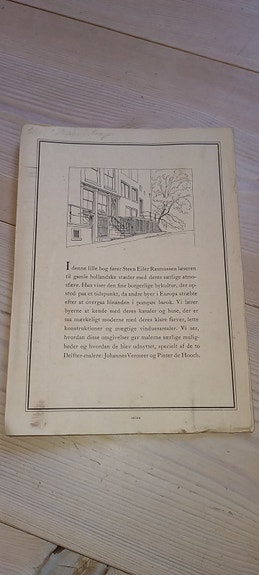 I denne lille bog fører Steen Eiler Rasmussen læseren
til gamle hollandske stæder med deres særlige atmo-
sfære. Han viser den fine borgerlige bykultur, der op-
stod paa et tidspunkt, da andre byer i Europa stræbte
efter at overgaa hinanden i pompøs barok. Vi lærer
byerne at kende med deres kanaler og huse, der er
saa mærkeligt moderne med deres klare farver, lette
konstruktioner og mægtige vinduesarealer. Vi ser,
hvordan disse omgivelser gav malerne særlige mulig-
heder og hvordan de blev udnyttet, specielt af de to
Delfter-malere: Johannes Vermeer og Pieter de Hooch.